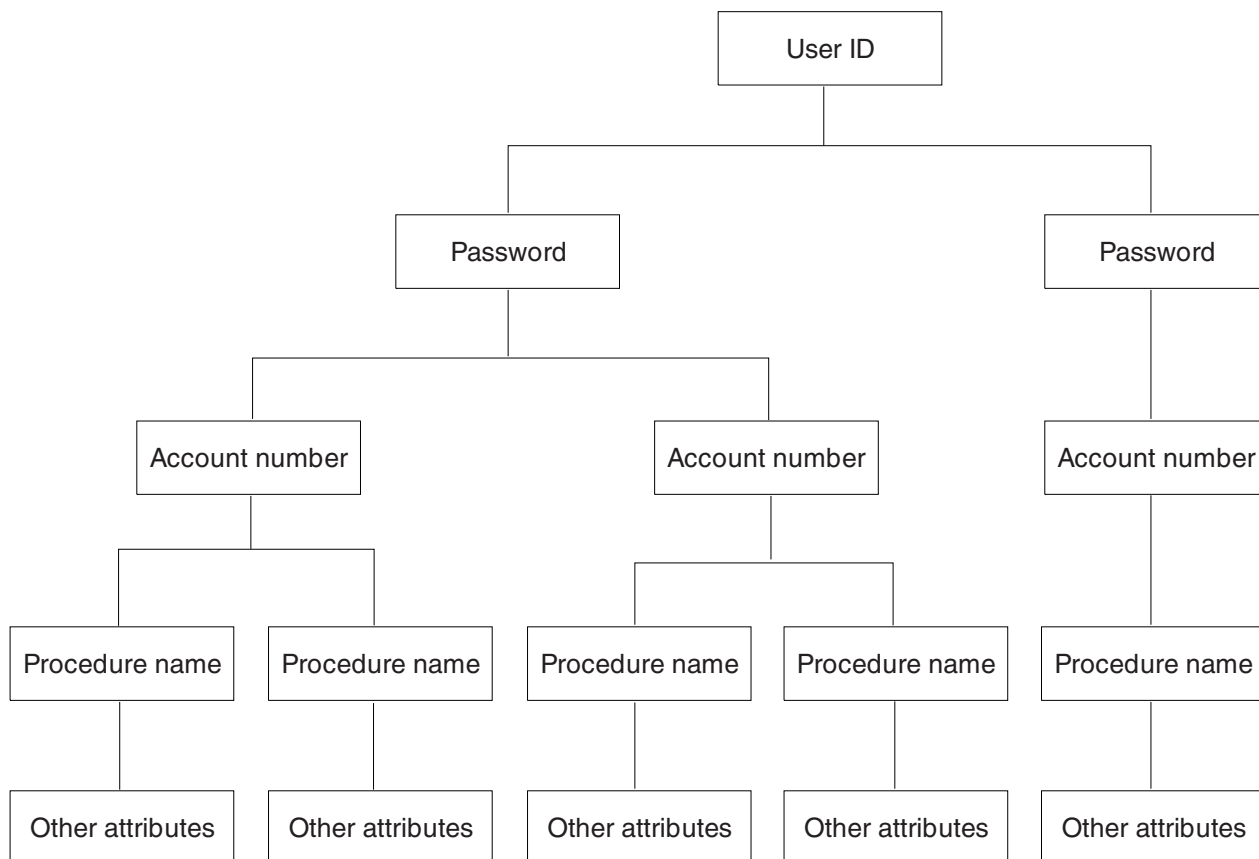 User ID
Password
Password
Account number
Account number
Account number
Procedure name
Procedure name
Procedure name
Procedure name
Procedure name
Other attributes
Other attributes
Other attributes
Other attributes
Other attributes